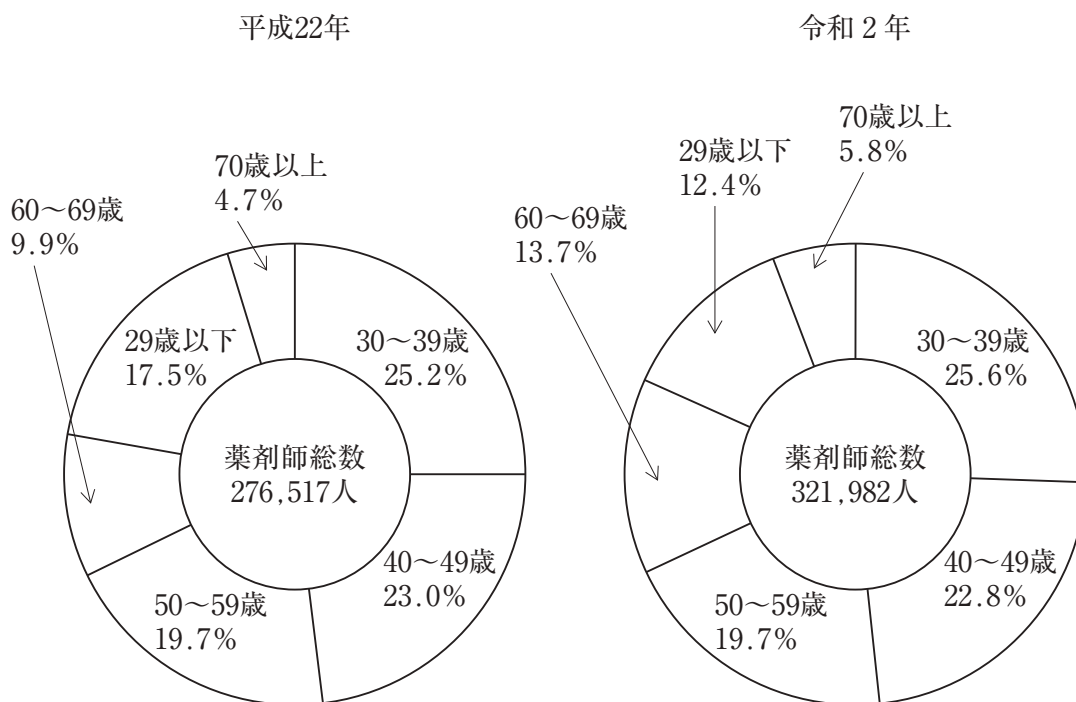 平成22年
70歳以上
4.7%
60～69歳
9.9%
29歳以下
17.5%
30～39歳
25.2%
薬剤師総数
276,517人
40～49歳
23.0%
50～59歳
19.7%
令和2年
70歳以上
5.8%
29歳以下
12.4%
60～69歳
13.7%
30～39歳
25.6%
薬剤師総数
321,982人
40～49歳
22.8%
50～59歳
19.7%